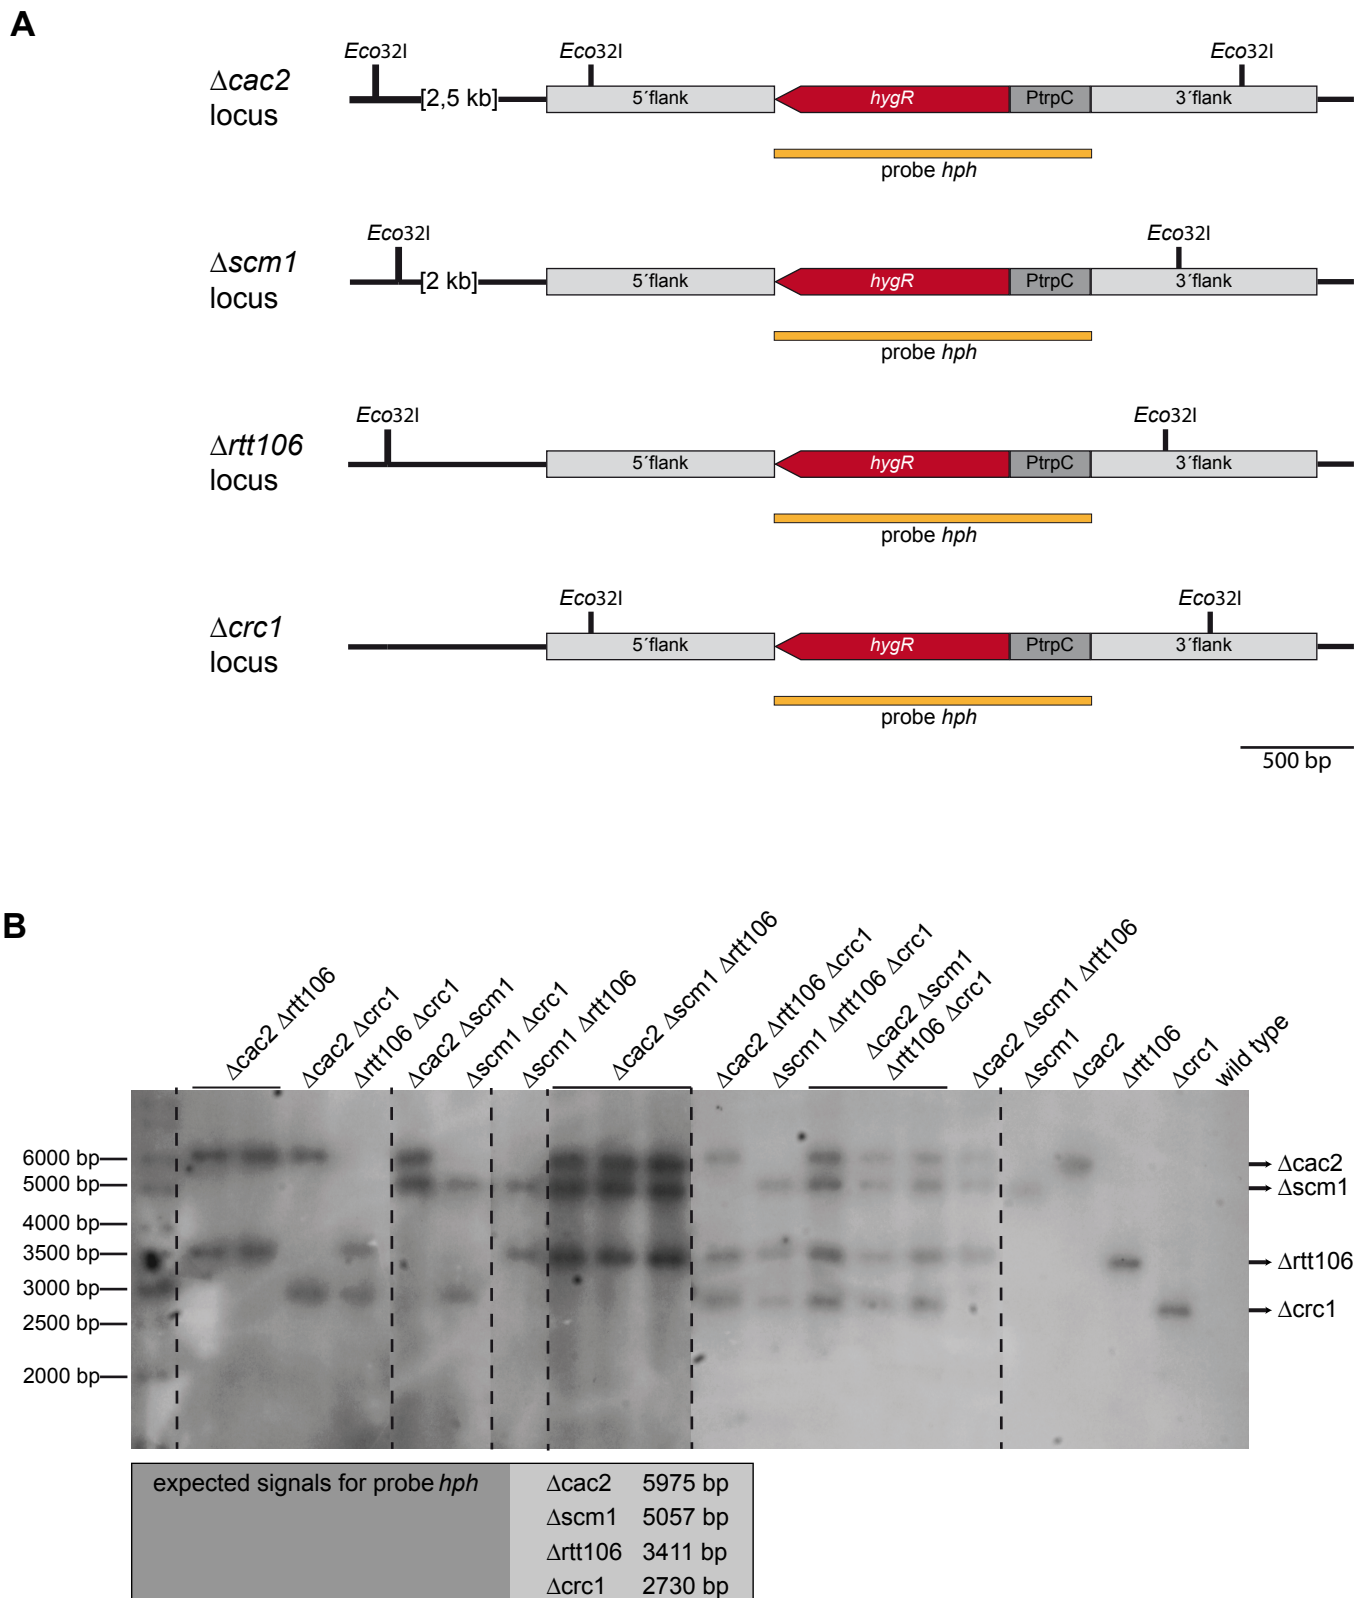 A
Eco32I Eco32I Eco32I
Δcac2
locus
[2,5 kb]
5´flank hygR PtrpC 3´flank
probe hph
Eco32I Eco32I
Δscm1
locus
[2 kb]
5´flank hygR PtrpC 3´flank
probe hph
Eco32I Eco32I
Δrtt106
locus
5´flank hygR PtrpC 3´flank
probe hph
Eco32I Eco32I
Δcrc1
locus
5´flank hygR PtrpC 3´flank
probe hph
500 bp
B
Δcac2 Δrtt106
Δcac2 Δcrc1
Δrtt106 Δcrc1
Δcac2 Δscm1
Δscm1 Δcrc1
Δscm1 Δrtt106
Δcac2 Δscm1 Δrtt106
Δcac2 Δrtt106 Δcrc1
Δscm1 Δrtt106 Δcrc1
Δcac2 Δscm1
Δrtt106 Δcrc1
Δcac2 Δscm1 Δrtt106
Δscm1
Δcac2
Δrtt106
Δcrc1
wild type
6000 bp
5000 bp
4000 bp
3500 bp
3000 bp
2500 bp
2000 bp
Δcac2
Δscm1
Δrtt106
Δcrc1
expected signals for probe hph
Δcac2 5975 bp
Δscm1 5057 bp
Δrtt106 3411 bp
Δcrc1 2730 bp